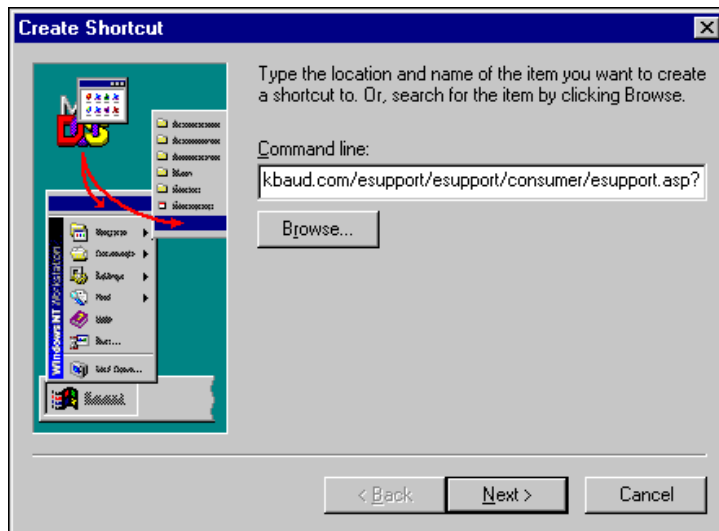 Create Shortcut
Type the location and name of the item you want to create
a shortcut to. Or, search for the item by clicking Browse.
Command line:
kbaud.com/esupport/esupport/consumer/esupport.asp?
Browse...
Windows NT Workstation
< Back
Next >
Cancel